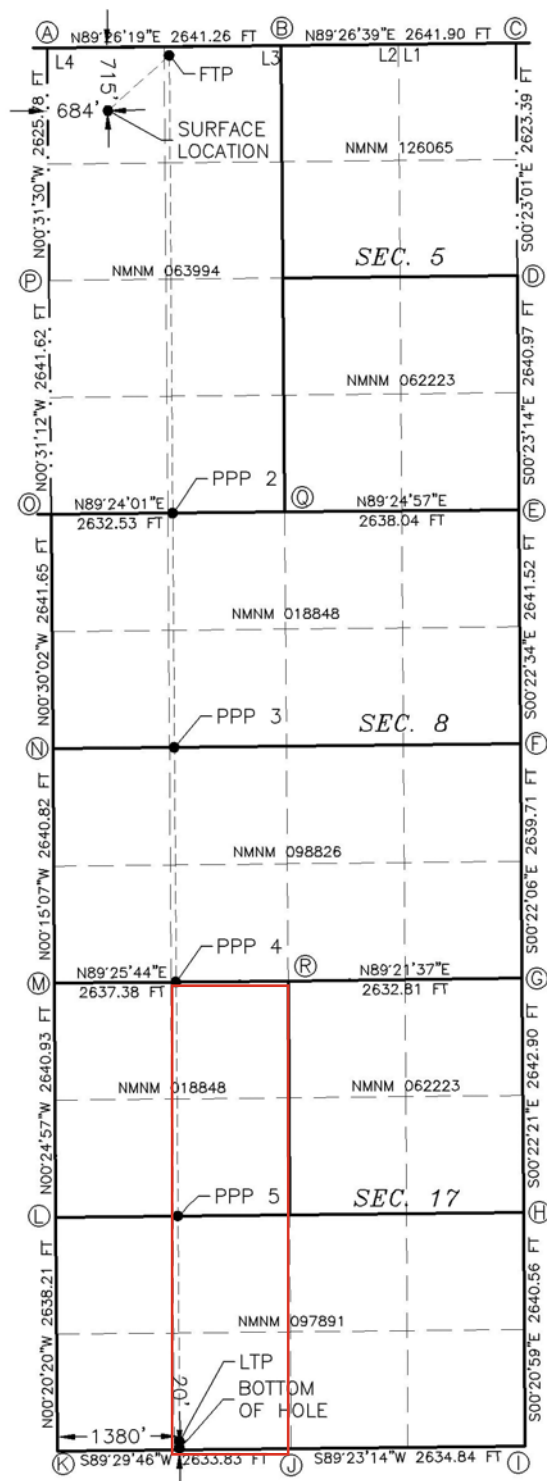 A
N89°26'19"E 2641.26 FT
B
N89°26'39"E 2641.90 FT
C
L4
L3
L2
L1
FTP
715'
684'
SURFACE
LOCATION
N00°31'30"W 2625.78 FT
S00°23'01"E 2623.39 FT
NMNM 126065
SEC. 5
P
NMNM 063994
D
N00°31'12"W 2641.62 FT
S00°23'14"E 2640.97 FT
NMNM 062223
PPP 2
O
N89°24'01"E
2632.53 FT
Q
N89°24'57"E
2638.04 FT
E
N00°30'02"W 2641.65 FT
S00°22'34"E 2641.52 FT
NMNM 018848
PPP 3
SEC. 8
N
F
N00°15'07"W 2640.82 FT
S00°22'06"E 2639.71 FT
NMNM 098826
PPP 4
R
M
N89°25'44"E
2637.38 FT
N89°21'37"E
2632.81 FT
G
N00°24'57"W 2640.93 FT
S00°22'21"E 2642.90 FT
NMNM 018848
NMNM 062223
PPP 5
SEC. 17
L
H
N00°20'20"W 2638.21 FT
S00°20'59"E 2640.56 FT
NMNM 097891
LTP
BOTTOM
OF HOLE
20'
1380'
K
S89°29'46"W 2633.83 FT
J
S89°23'14"W 2634.84 FT
I